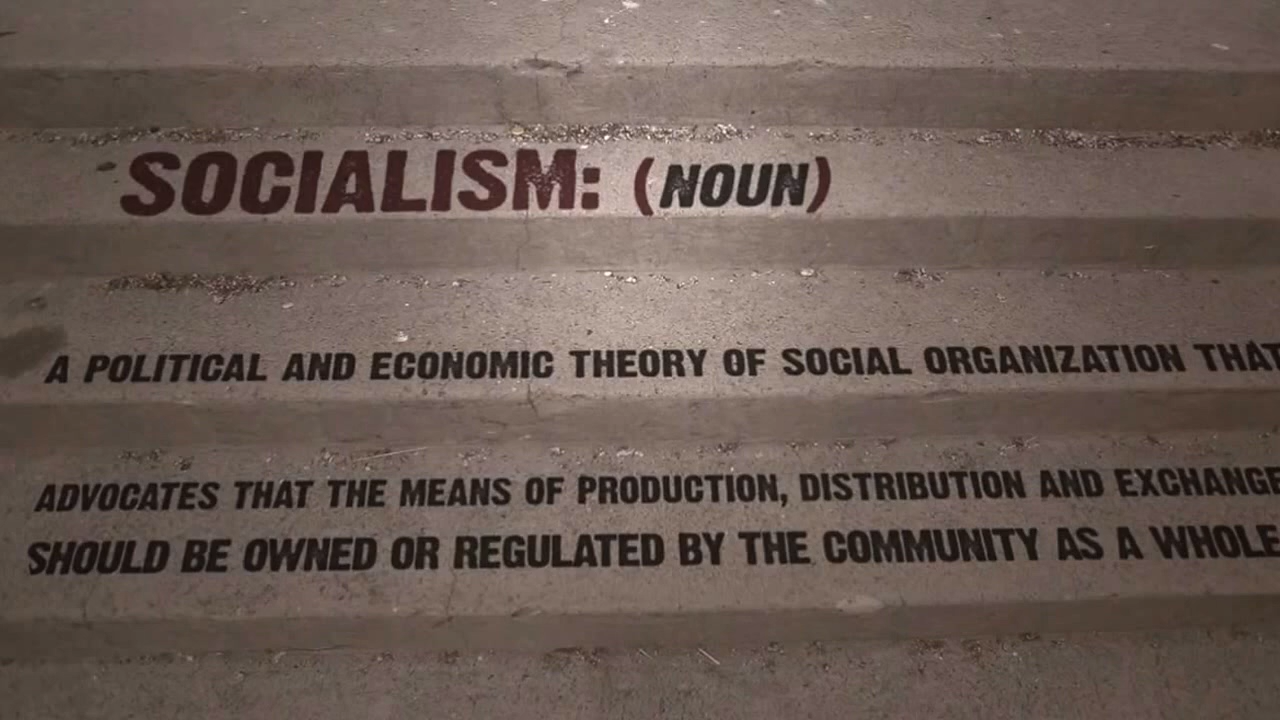 SOCIALISM: (NOUN)
A POLITICAL AND ECONOMIC THEORY OF SOCIAL ORGANIZATION THAT
ADVOCATES THAT THE MEANS OF PRODUCTION, DISTRIBUTION AND EXCHANGE
SHOULD BE OWNED OR REGULATED BY THE COMMUNITY AS A WHOLE